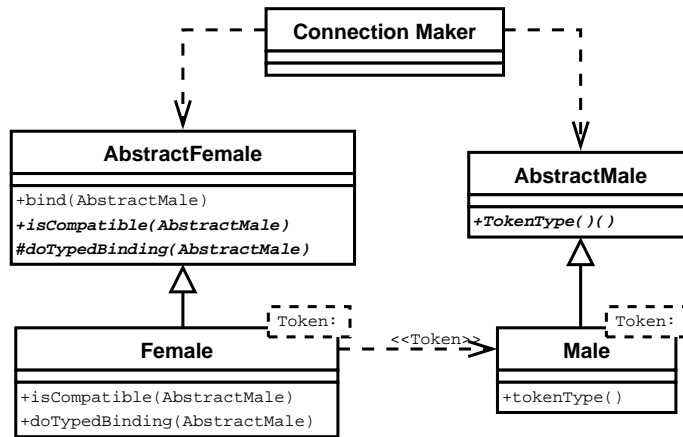 Connection Maker
AbstractFemale
+bind(AbstractMale)
+isCompatible(AbstractMale)
#doTypedBinding(AbstractMale)
AbstractMale
+TokenType()()
Token:
Female
+isCompatible(AbstractMale)
+doTypedBinding(AbstractMale)
<<Token>>
Token:
Male
+tokenType()